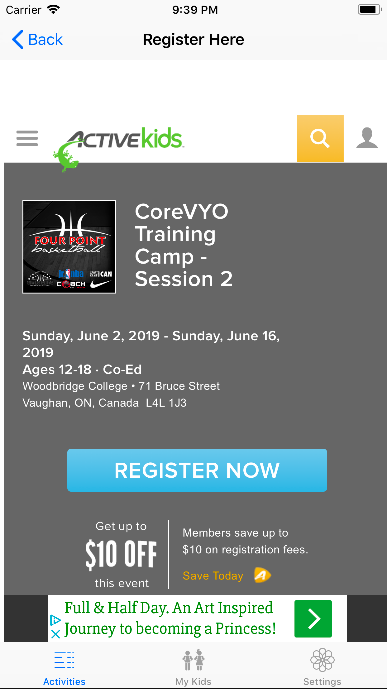 Carrier 9:39 PM
Back Register Here
ACTIVEkids
CoreVYO
Training
Camp -
Session 2
FOUR POINT
basketball
Sunday, June 2, 2019 - Sunday, June 16,
2019
Ages 12-18 · Co-Ed
Woodbridge College • 71 Bruce Street
Vaughan, ON, Canada L4L 1J3
REGISTER NOW
Get up to
$10 OFF
this event
Members save up to
$10 on registration fees.
Save Today
Full & Half Day. An Art Inspired
Journey to becoming a Princess!
Activities My Kids Settings